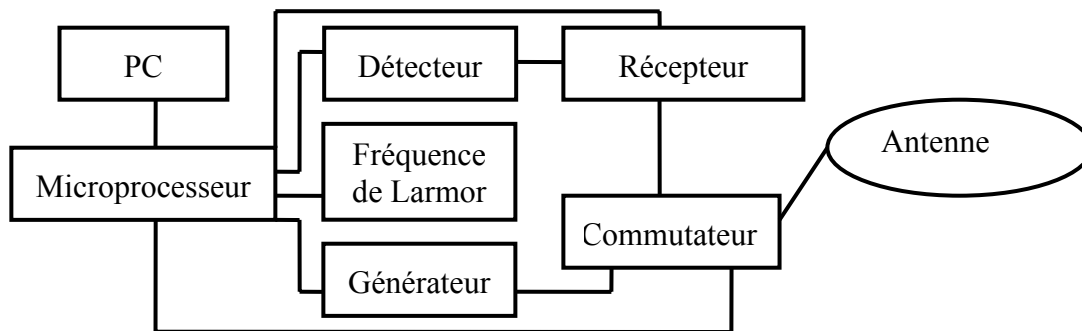 PC
Détecteur
Récepteur
Antenne
Microprocesseur
Fréquence
de Larmor
Commutateur
Générateur